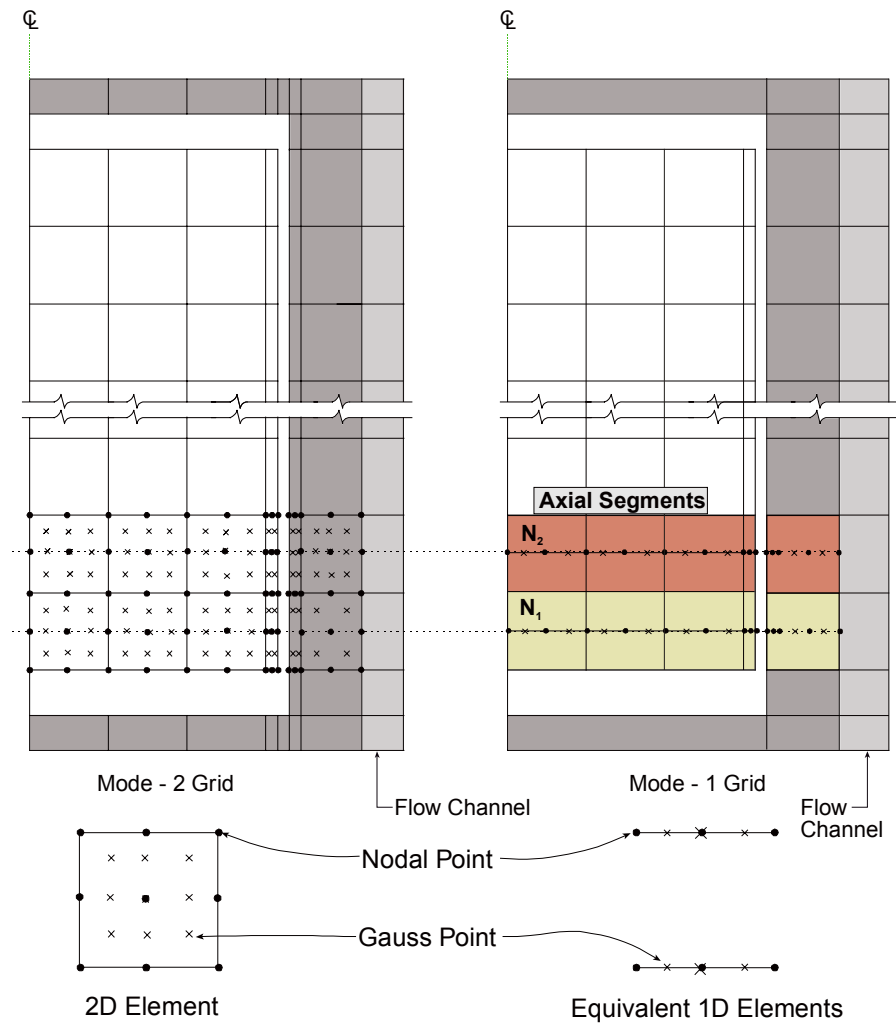 ℄
℄
Axial Segments
N₂
N₁
Mode - 2 Grid
Flow Channel
Mode - 1 Grid
Flow
Channel
Nodal Point
Gauss Point
2D Element
Equivalent 1D Elements